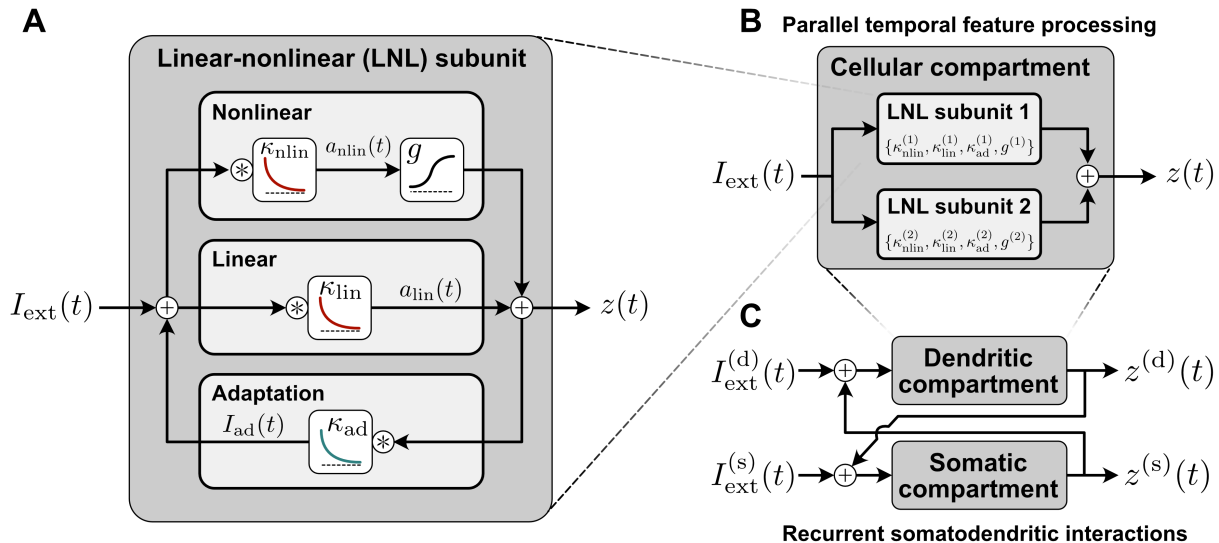 A
Linear-nonlinear (LNL) subunit
Nonlinear
κ_nlin
a_nlin(t)
g
Linear
I_ext(t)
κ_lin
a_lin(t)
z(t)
Adaptation
I_ad(t)
κ_ad
B
Parallel temporal feature processing
Cellular compartment
LNL subunit 1
{κ_nlin^(1), κ_lin^(1), κ_ad^(1), g^(1)}
I_ext(t)
z(t)
LNL subunit 2
{κ_nlin^(2), κ_lin^(2), κ_ad^(2), g^(2)}
C
I_ext^(d)(t)
Dendritic
compartment
z^(d)(t)
I_ext^(s)(t)
Somatic
compartment
z^(s)(t)
Recurrent somatodendritic interactions